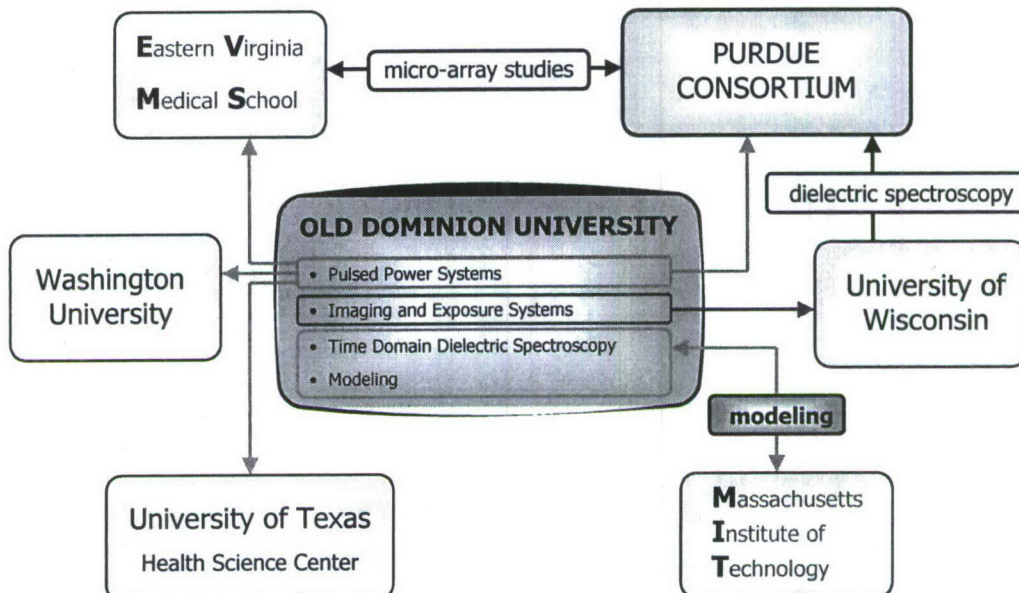 Eastern Virginia
Medical School
micro-array studies
PURDUE
CONSORTIUM
dielectric spectroscopy
OLD DOMINION UNIVERSITY
• Pulsed Power Systems
• Imaging and Exposure Systems
• Time Domain Dielectric Spectroscopy
• Modeling
Washington
University
University of
Wisconsin
modeling
University of Texas
Health Science Center
Massachusetts
Institute of
Technology